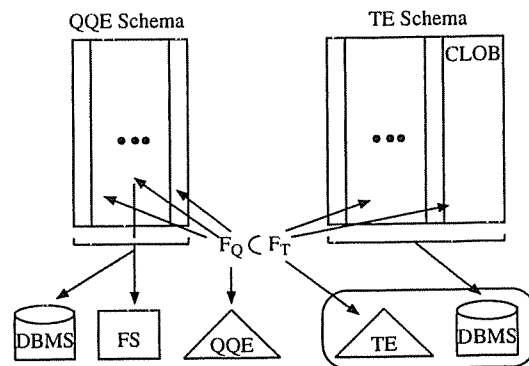 QQE Schema
TE Schema
CLOB
F_Q ⊂ F_T
DBMS
FS
QQE
TE
DBMS